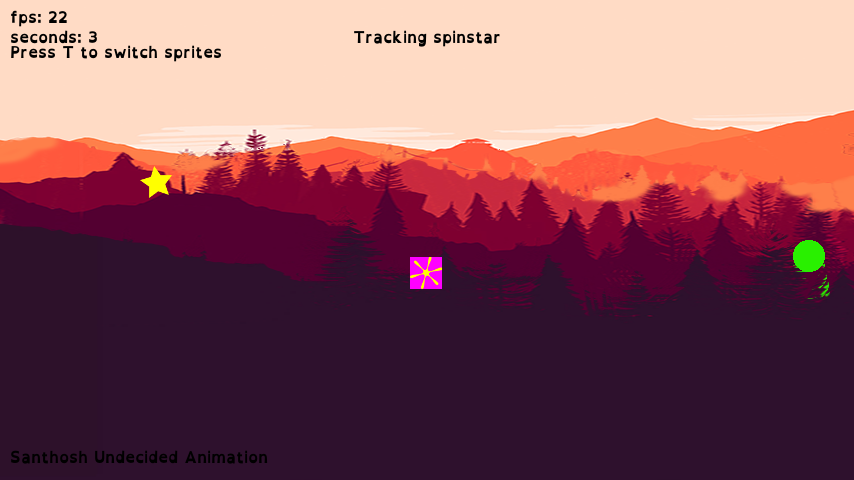 fps: 22
seconds: 3
Tracking spinstar
Press T to switch sprites
Santhosh Undecided Animation